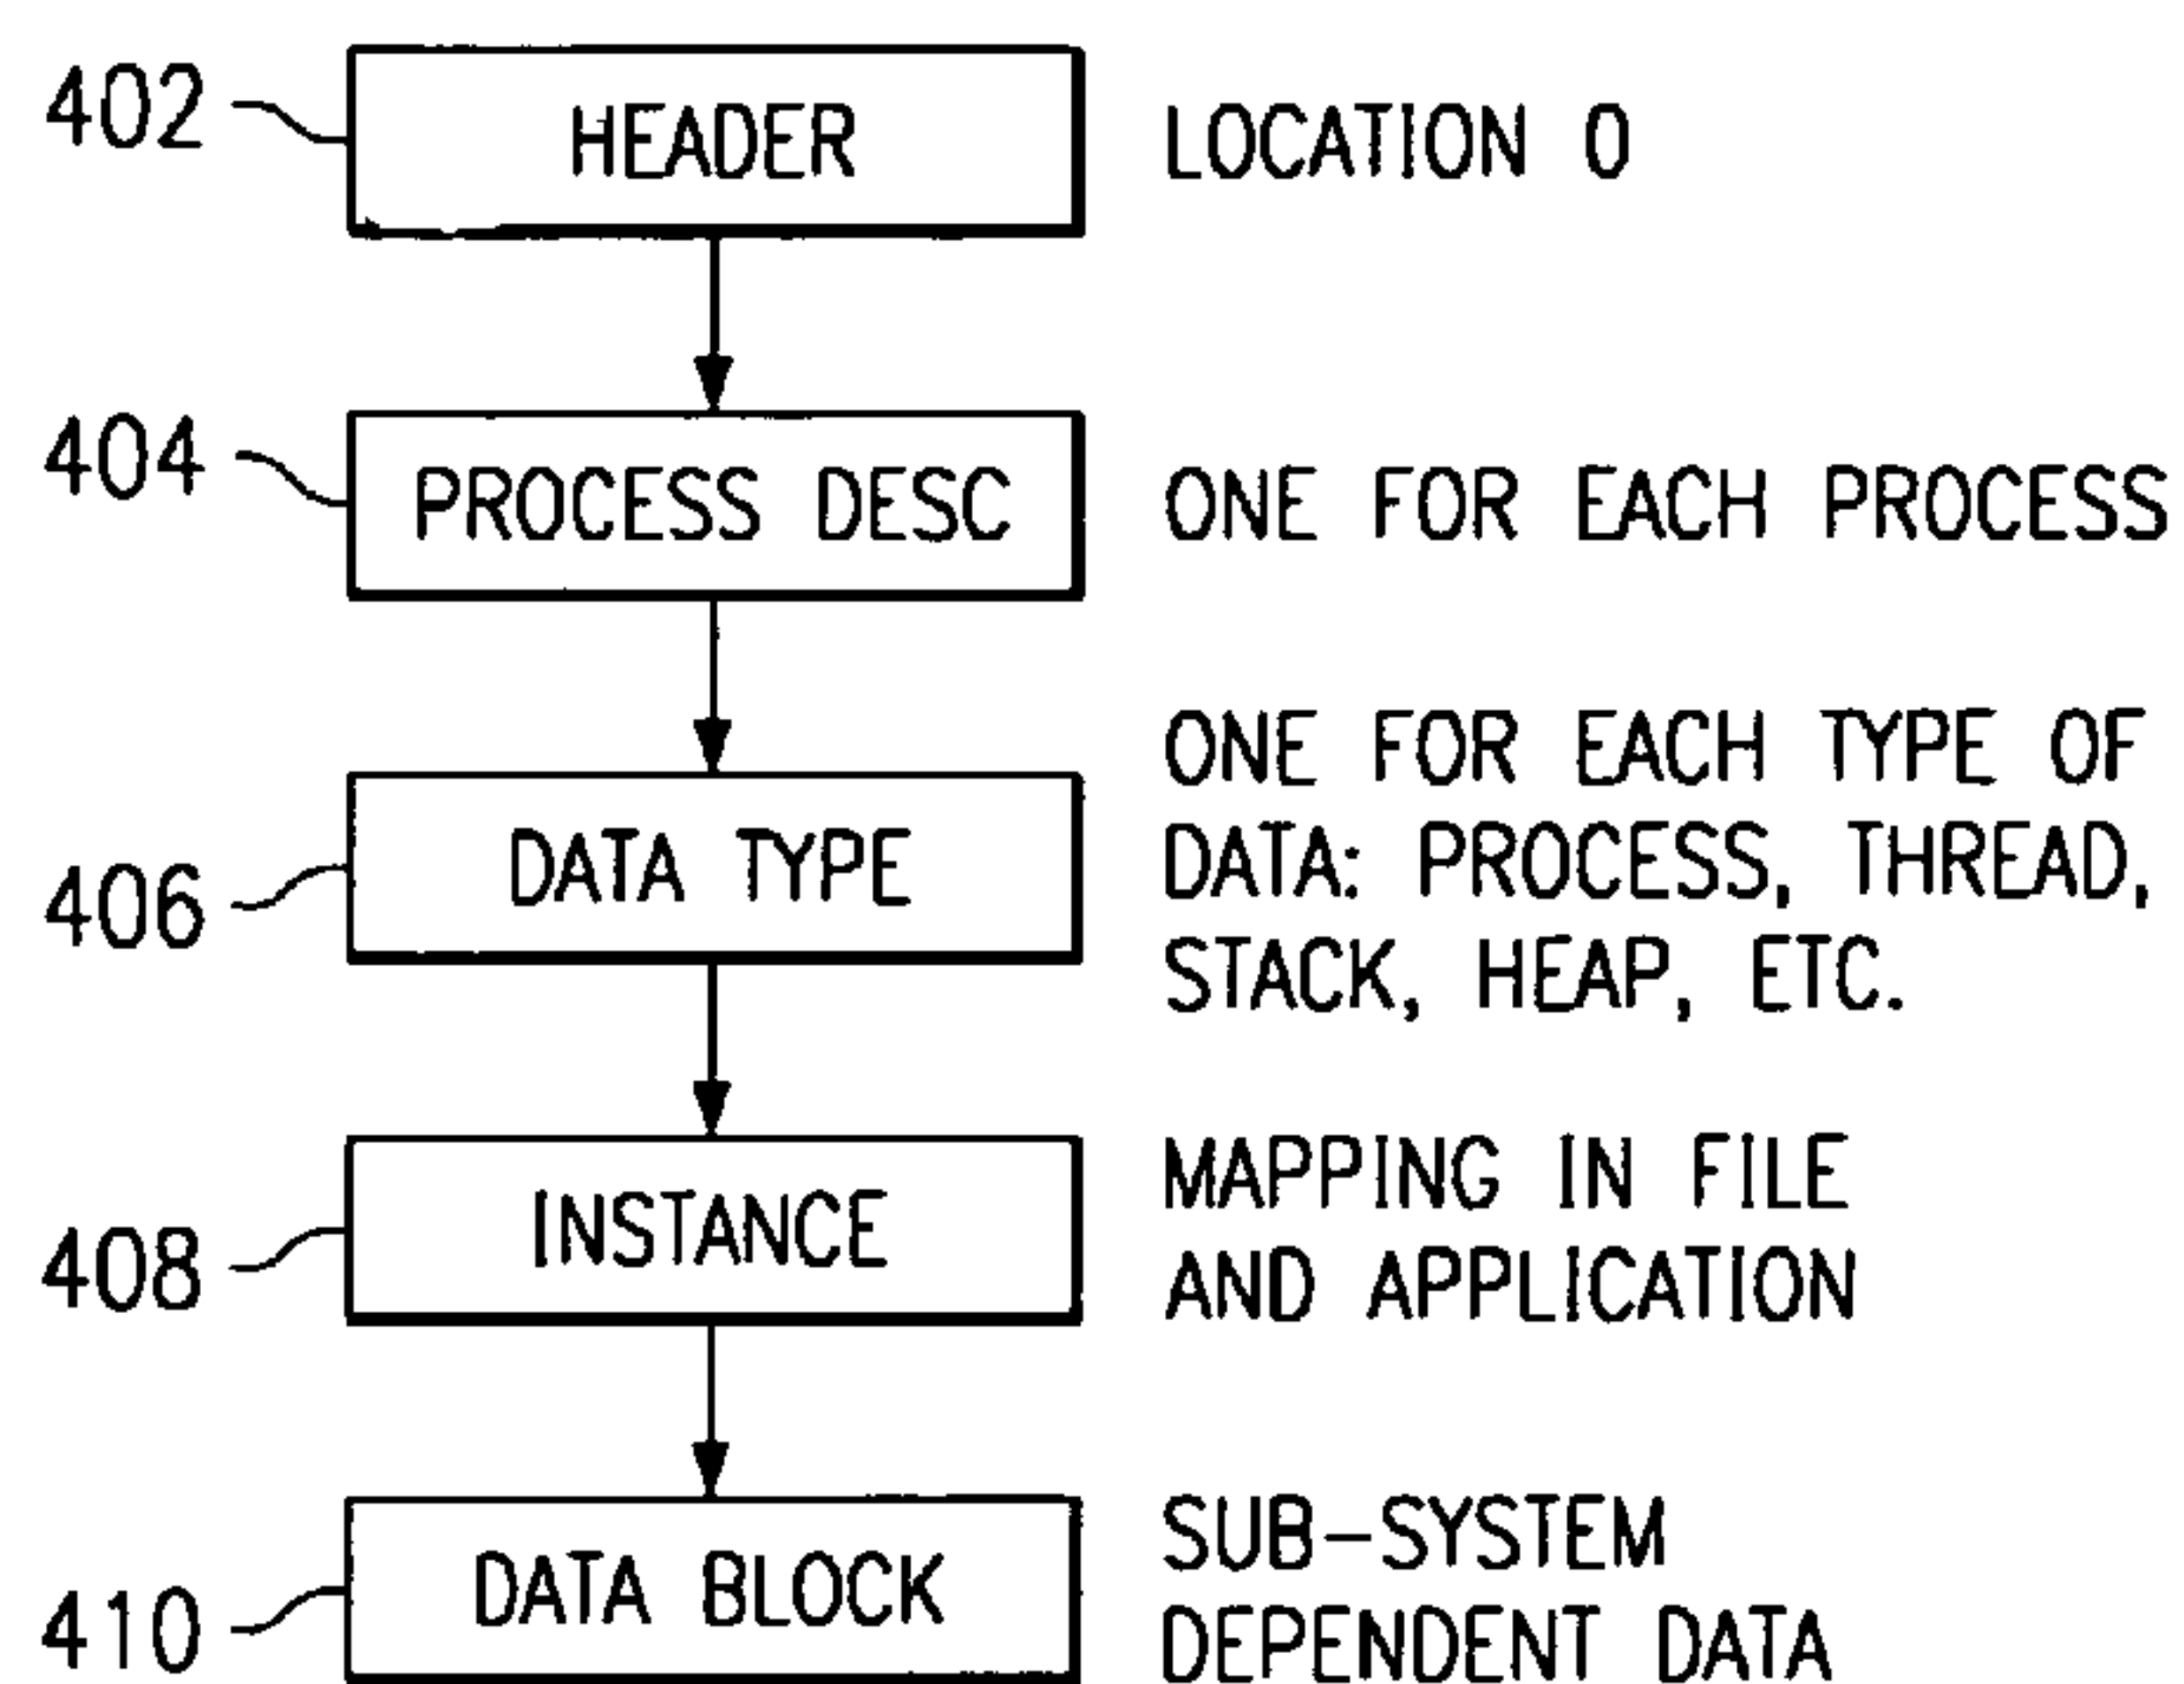 402
HEADER
LOCATION 0
404
PROCESS DESC
ONE FOR EACH PROCESS
406
DATA TYPE
ONE FOR EACH TYPE OF
DATA: PROCESS, THREAD,
STACK, HEAP, ETC.
408
INSTANCE
MAPPING IN FILE
AND APPLICATION
410
DATA BLOCK
SUB-SYSTEM
DEPENDENT DATA